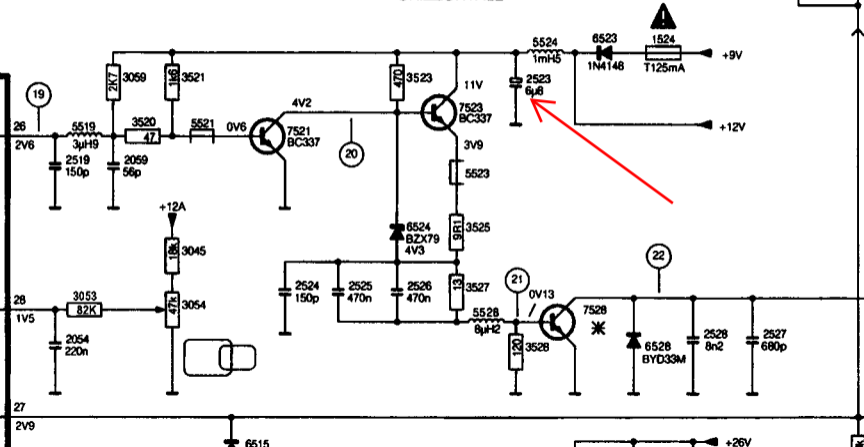 5524
1mH5
6523
1N4148
1524
T125mA
+9V
+12V
2K7
3059
1k6
3521
470
3523
11V
7523
BC337
2523
6µ8
19
26
2V6
5519
3µH9
3520
47
5521
0V6
4V2
7521
BC337
20
3V9
5523
2519
150p
2059
56p
+12A
18k
3045
47k
3054
6524
BZX79
4V3
9R1
3525
2524
150p
2525
470n
2526
470n
13
3527
21
22
28
1V5
3053
82K
2054
220n
5528
8µH2
0V13
7528
120
3528
6528
BYD33M
2528
8n2
2527
680p
27
2V9
6515
+26V